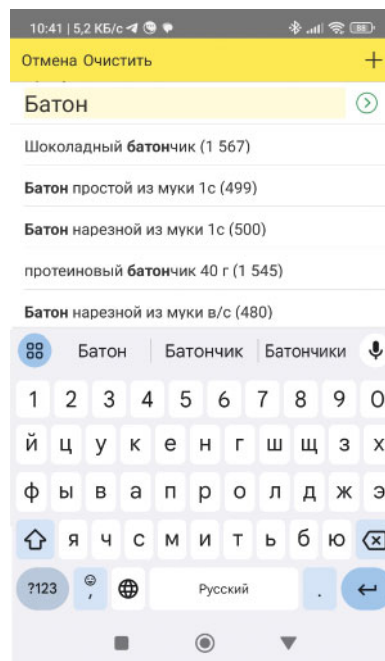 10:41 | 5,2 КБ/с
85
Отмена Очистить +
Батон
Шоколадный батончик (1 567)
Батон простой из муки 1с (499)
Батон нарезной из муки 1с (500)
протеиновый батончик 40 г (1 545)
Батон нарезной из муки в/с (480)
Батон Батончик Батончики
1 2 3 4 5 6 7 8 9 0
й ц у к е н г ш щ з х
ф ы в а п р о л д ж э
я ч с м и т ь б ю
?123 , Русский .